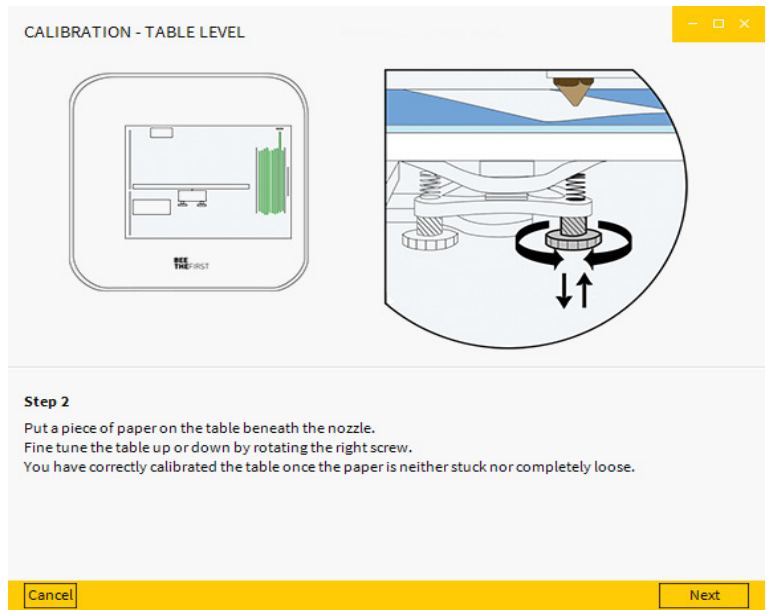 CALIBRATION - TABLE LEVEL
BEE
THEFIRST
Step 2
Put a piece of paper on the table beneath the nozzle.
Fine tune the table up or down by rotating the right screw.
You have correctly calibrated the table once the paper is neither stuck nor completely loose.
Cancel
Next